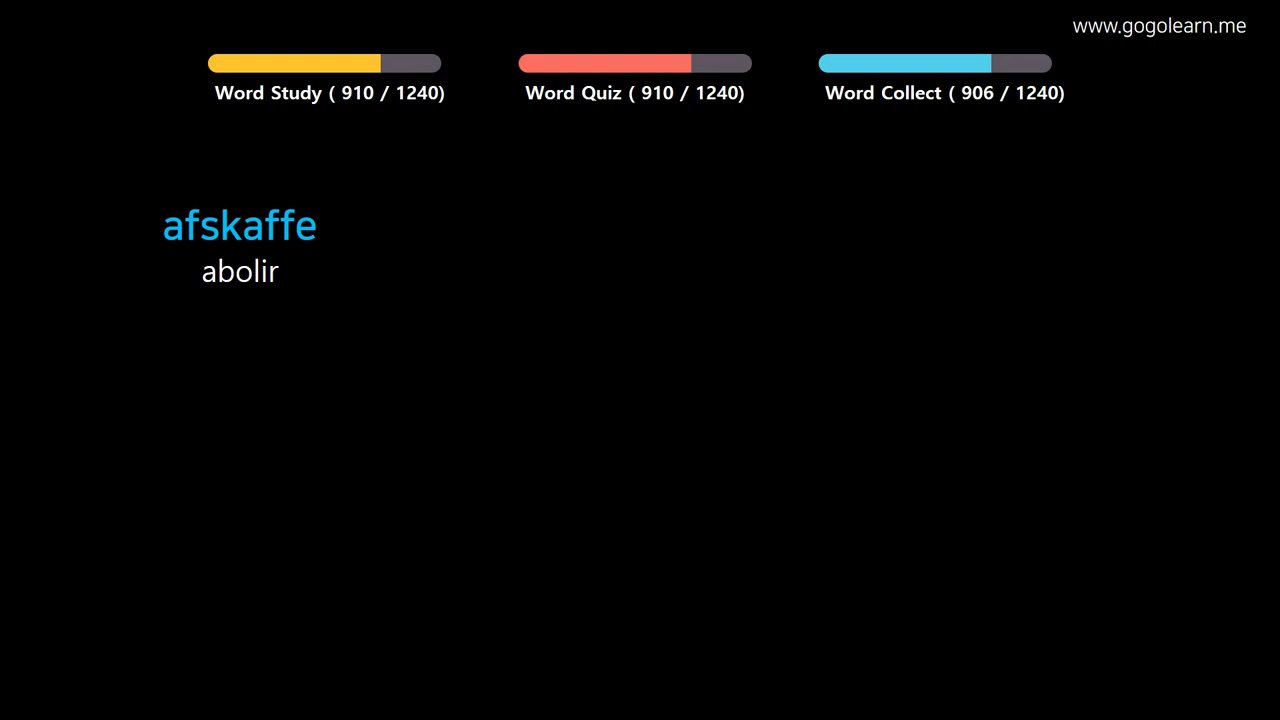 www.gogolearn.me
Word Study ( 910 / 1240)
Word Quiz ( 910 / 1240)
Word Collect ( 906 / 1240)
afskaffe
abolir